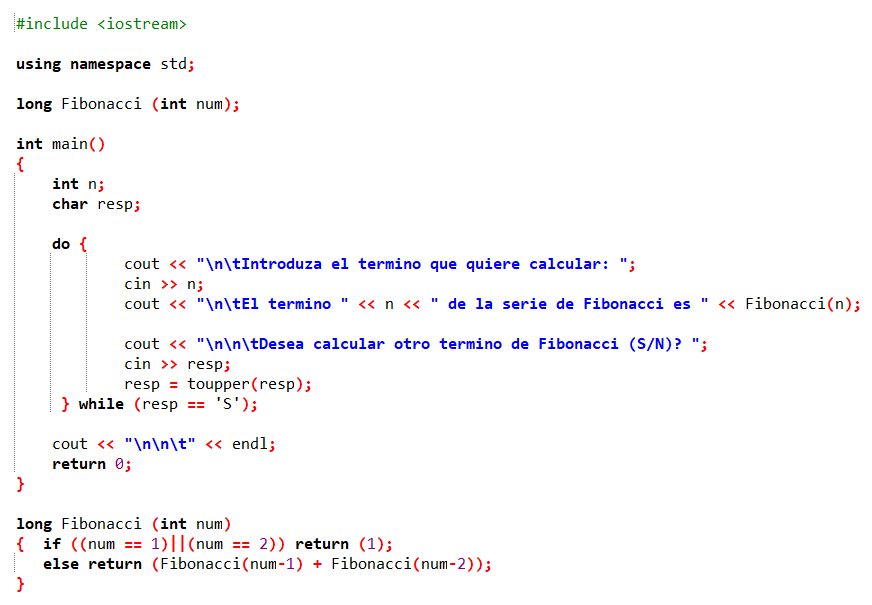 #include <iostream>
using namespace std;
long Fibonacci (int num);
int main()
{
int n;
char resp;
do {
cout << "\n\tIntroduza el termino que quiere calcular: ";
cin >> n;
cout << "\n\tEl termino " << n << " de la serie de Fibonacci es " << Fibonacci(n);
cout << "\n\n\tDesea calcular otro termino de Fibonacci (S/N)? ";
cin >> resp;
resp = toupper(resp);
} while (resp == 'S');
cout << "\n\n\t" << endl;
return 0;
}
long Fibonacci (int num)
{ if ((num == 1)||(num == 2)) return (1);
else return (Fibonacci(num-1) + Fibonacci(num-2));
}